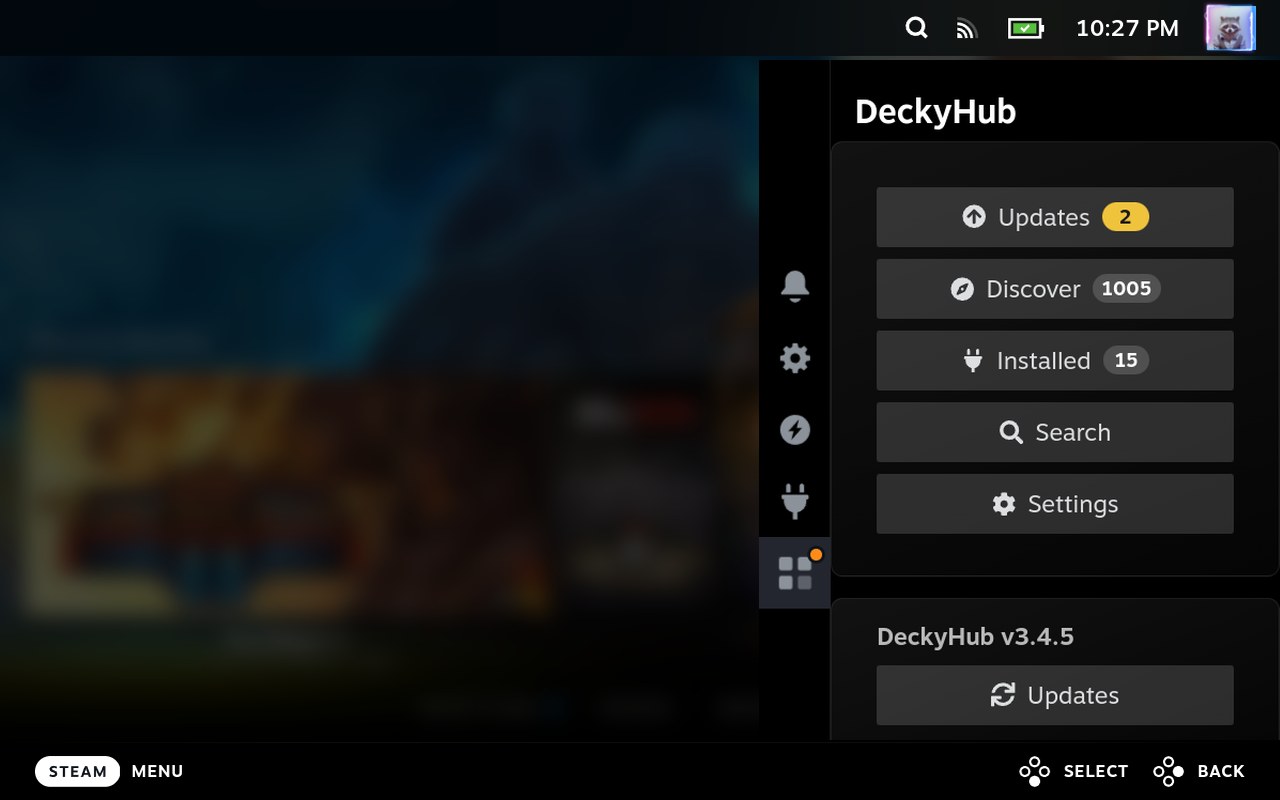 10:27 PM
DeckyHub
Updates 2
Discover 1005
Installed 15
Search
Settings
DeckyHub v3.4.5
Updates
STEAM MENU
SELECT BACK